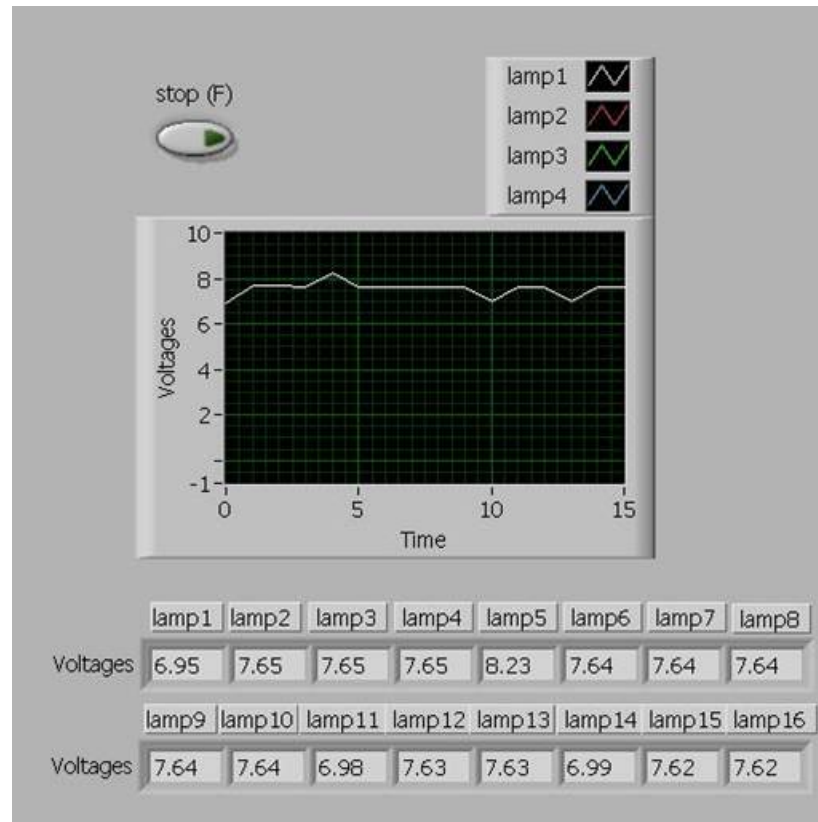 stop (F)
lamp1
lamp2
lamp3
lamp4
10
8
6
4
2
-1
Voltages
0 5 10 15
Time
lamp1 lamp2 lamp3 lamp4 lamp5 lamp6 lamp7 lamp8
Voltages 6.95 7.65 7.65 7.65 8.23 7.64 7.64 7.64
lamp9 lamp10 lamp11 lamp12 lamp13 lamp14 lamp15 lamp16
Voltages 7.64 7.64 6.98 7.63 7.63 6.99 7.62 7.62